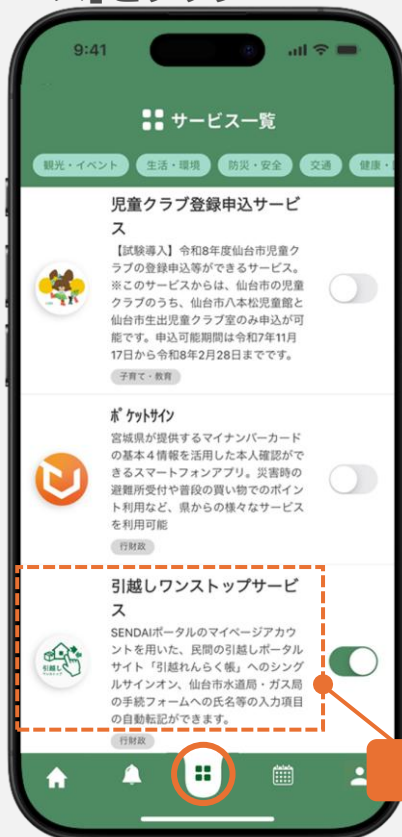 9:41
サービス一覧
観光・イベント 生活・環境 防災・安全 交通 健康・
児童クラブ登録申込サービ
ス
【試験導入】令和8年度仙台市児童ク
ラブの登録申込等ができるサービス。
※このサービスからは、仙台市の児童
クラブのうち、仙台市八本松児童館と
仙台市生出児童クラブ室のみ申込が可
能です。申込可能期間は令和7年11月
17日から令和8年2月28日までです。
子育て・教育
ポケットサイン
宮城県が提供するマイナンバーカード
の基本4情報を活用した本人確認がで
きるスマートフォンアプリ。災害時の
避難所受付や普段の買い物でのポイン
ト利用など、県からの様々なサービス
を利用可能
行財政
引越しワンストップサービ
ス
引越し
SENDAIポータルのマイページアカウ
ントを用いた、民間の引越しポータル
サイト「引越れんらく帳」へのシング
ルサインオン、仙台市水道局・ガス局
の手続フォームへの氏名等の入力項目
の自動転記ができます。
行財政